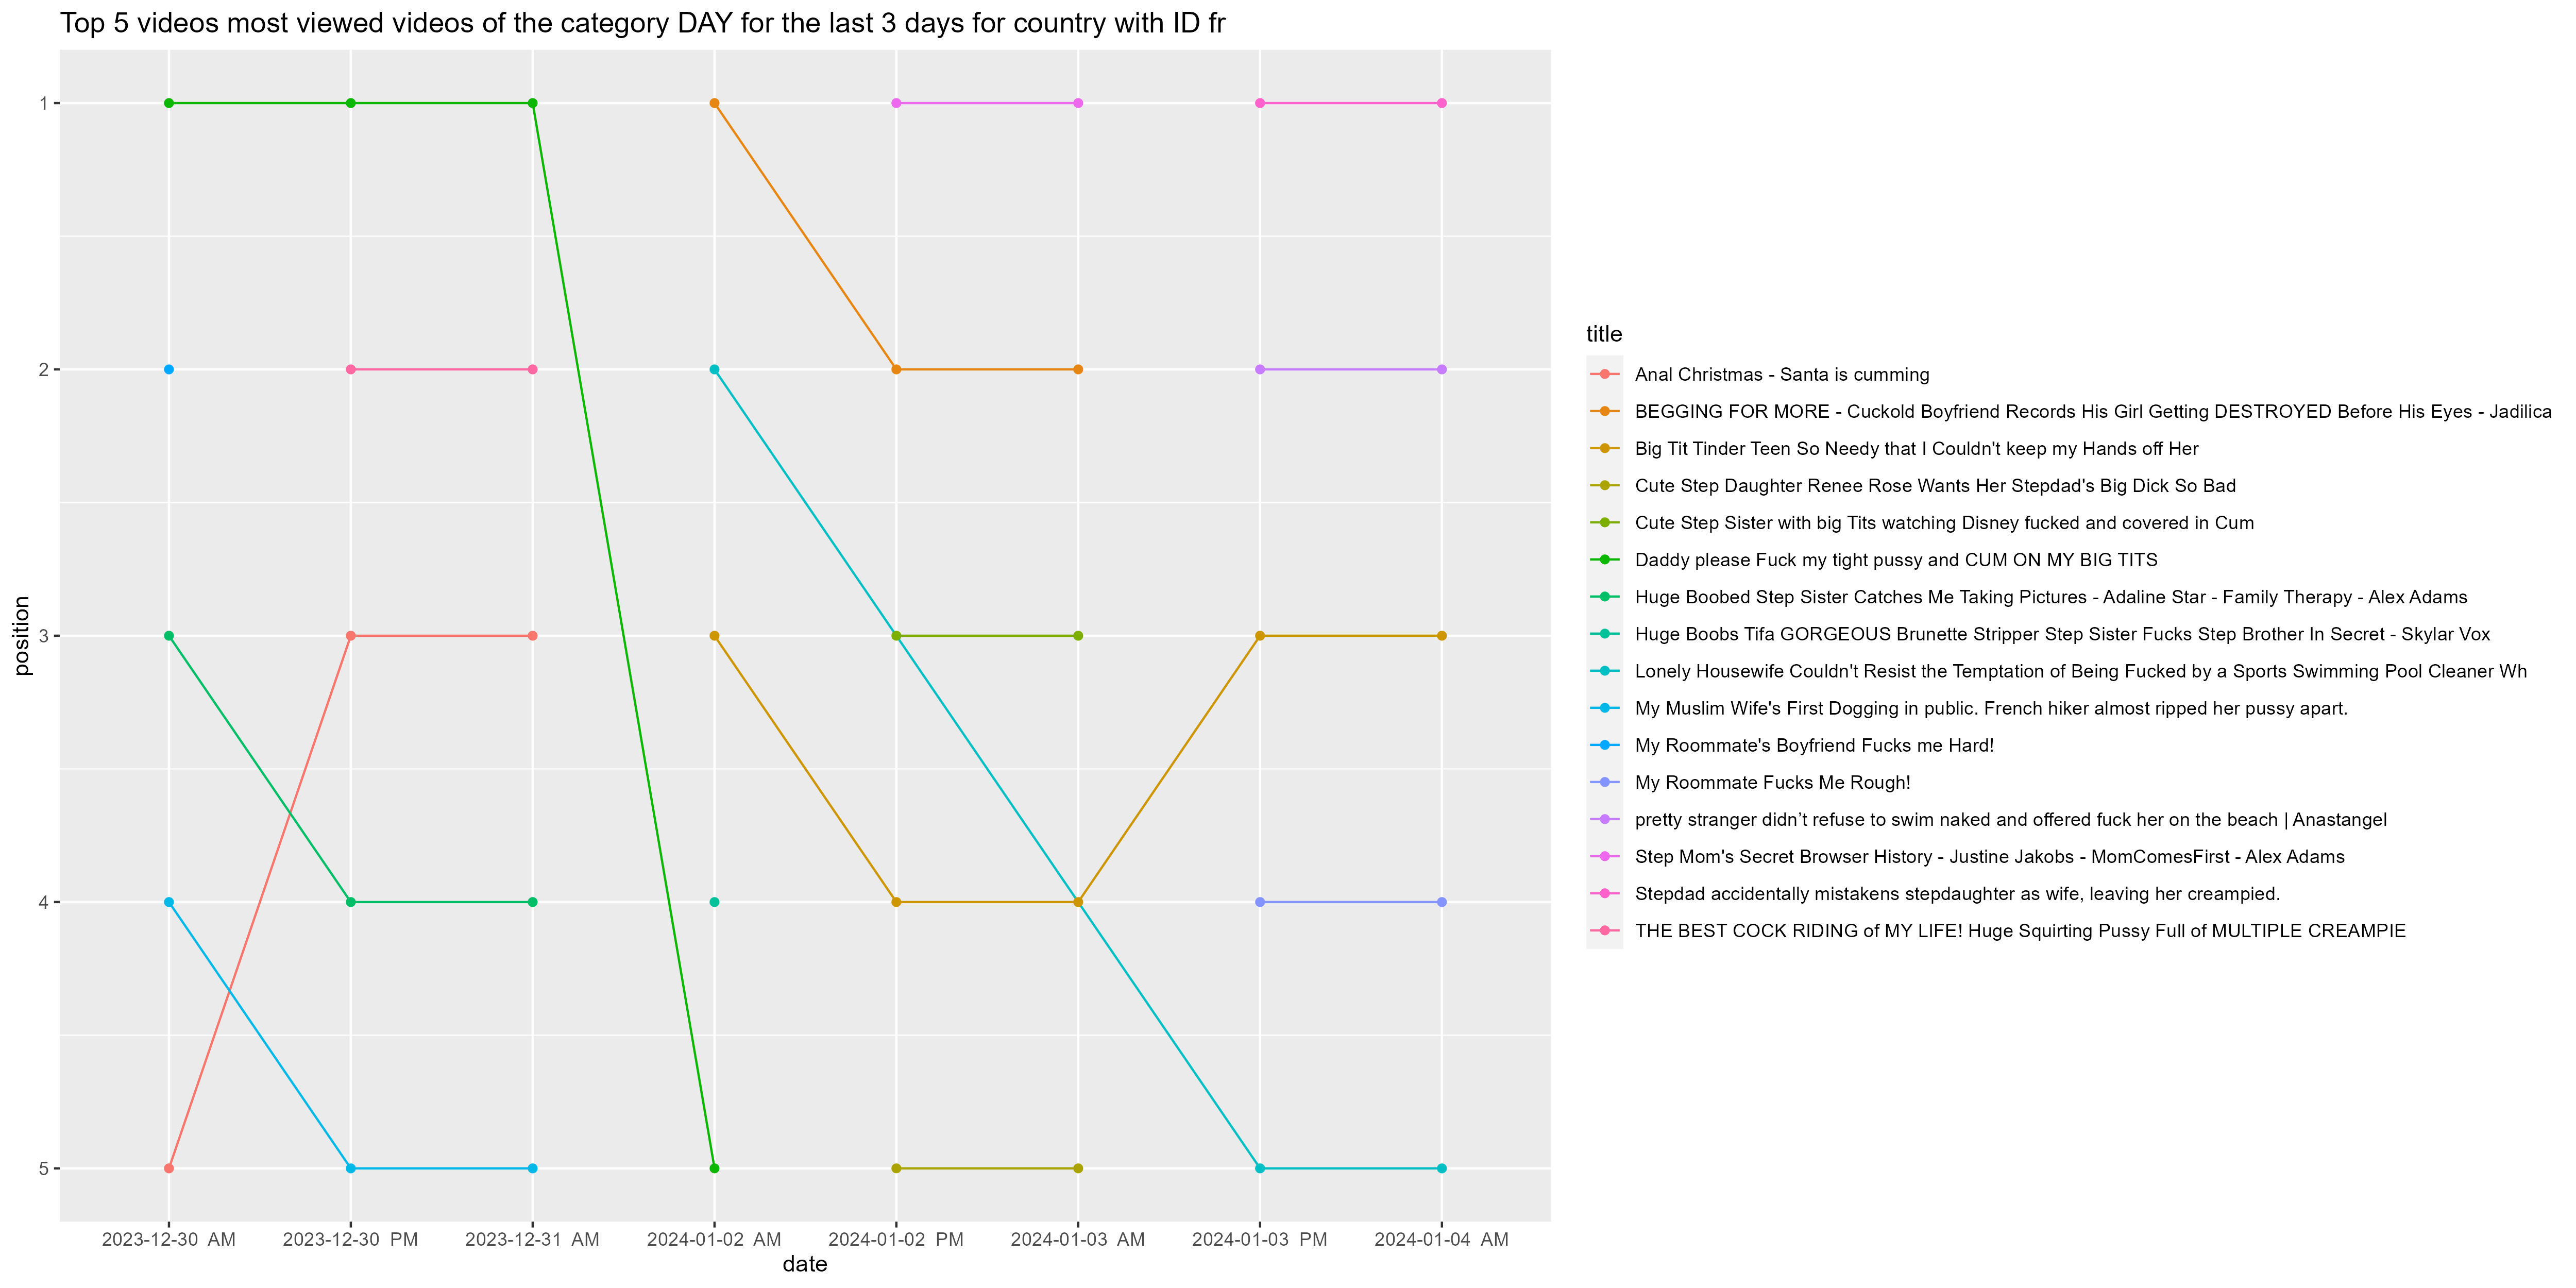 Top 5 videos most viewed videos of the category DAY for the last 3 days for country with ID fr
1
2
3
4
5
position
2023-12-30 AM
2023-12-30 PM
2023-12-31 AM
2024-01-02 AM
2024-01-02 PM
2024-01-03 AM
2024-01-03 PM
2024-01-04 AM
date
title
Anal Christmas - Santa is cumming
BEGGING FOR MORE - Cuckold Boyfriend Records His Girl Getting DESTROYED Before His Eyes - Jadilica
Big Tit Tinder Teen So Needy that I Couldn't keep my Hands off Her
Cute Step Daughter Renee Rose Wants Her Stepdad's Big Dick So Bad
Cute Step Sister with big Tits watching Disney fucked and covered in Cum
Daddy please Fuck my tight pussy and CUM ON MY BIG TITS
Huge Boobed Step Sister Catches Me Taking Pictures - Adaline Star - Family Therapy - Alex Adams
Huge Boobs Tifa GORGEOUS Brunette Stripper Step Sister Fucks Step Brother In Secret - Skylar Vox
Lonely Housewife Couldn't Resist the Temptation of Being Fucked by a Sports Swimming Pool Cleaner Wh
My Muslim Wife's First Dogging in public. French hiker almost ripped her pussy apart.
My Roommate's Boyfriend Fucks me Hard!
My Roommate Fucks Me Rough!
pretty stranger didn’t refuse to swim naked and offered fuck her on the beach | Anastangel
Step Mom's Secret Browser History - Justine Jakobs - MomComesFirst - Alex Adams
Stepdad accidentally mistakens stepdaughter as wife, leaving her creampied.
THE BEST COCK RIDING of MY LIFE! Huge Squirting Pussy Full of MULTIPLE CREAMPIE